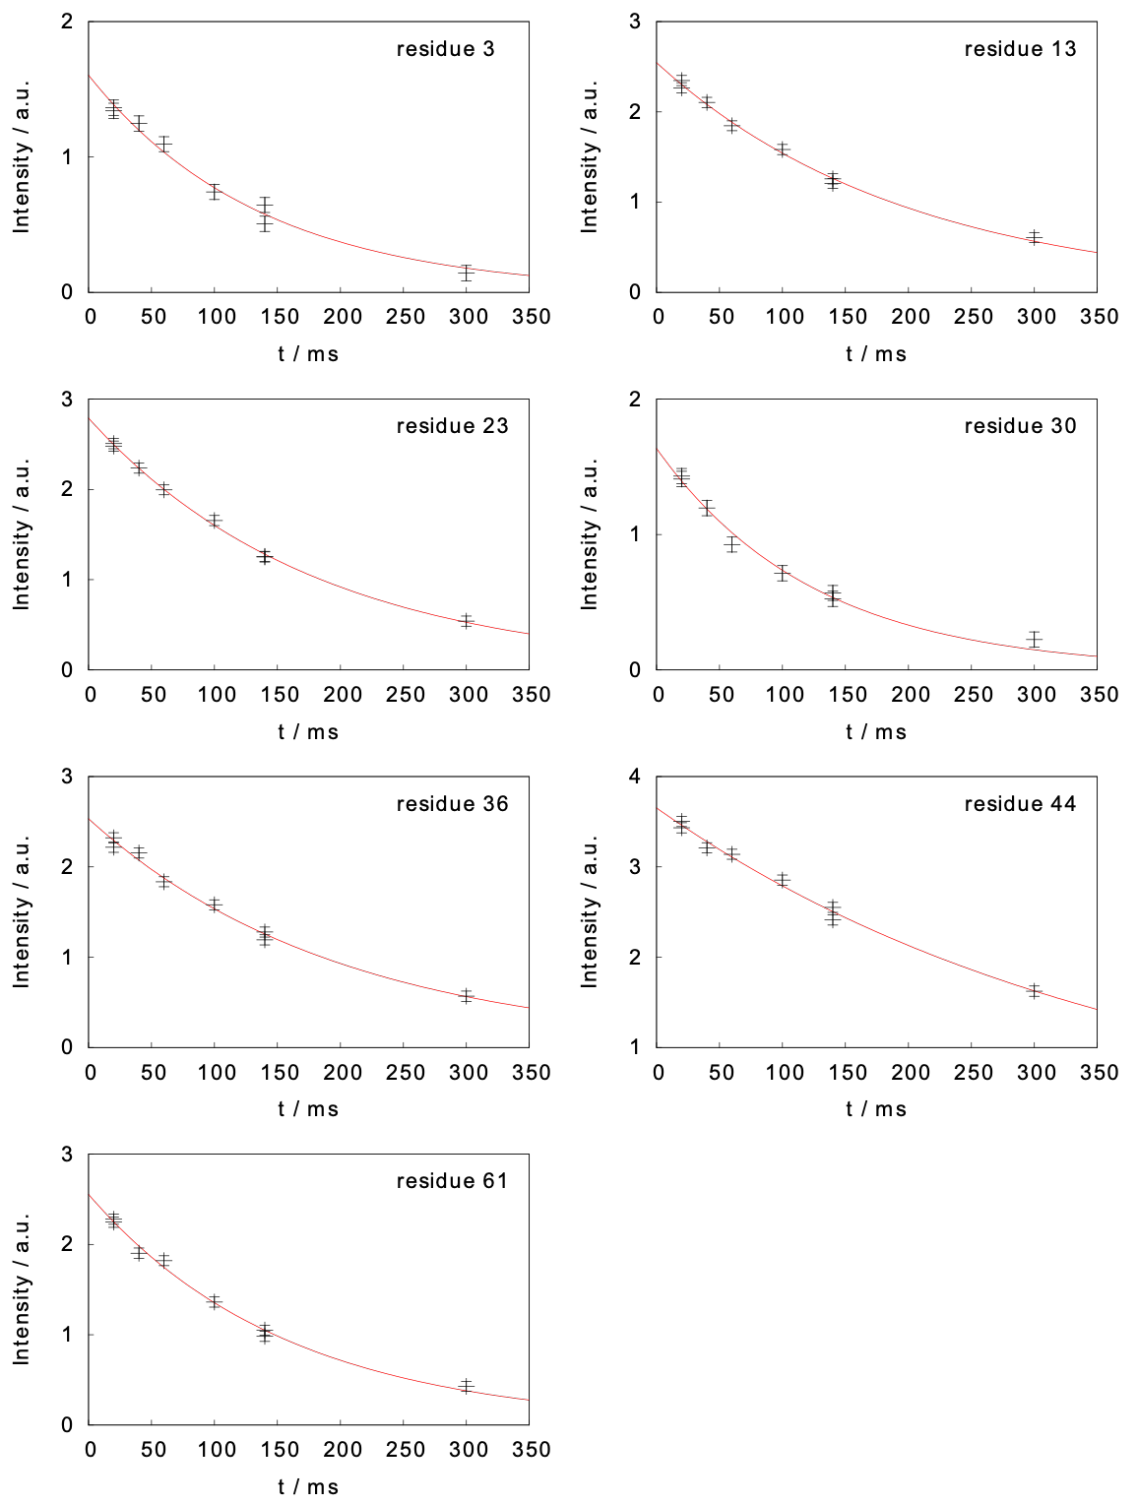 residue 3
Intensity / a.u.
2
1
0
0 50 100 150 200 250 300 350
t / ms
residue 13
Intensity / a.u.
3
2
1
0
0 50 100 150 200 250 300 350
t / ms
residue 23
Intensity / a.u.
3
2
1
0
0 50 100 150 200 250 300 350
t / ms
residue 30
Intensity / a.u.
2
1
0
0 50 100 150 200 250 300 350
t / ms
residue 36
Intensity / a.u.
3
2
1
0
0 50 100 150 200 250 300 350
t / ms
residue 44
Intensity / a.u.
4
3
2
1
0 50 100 150 200 250 300 350
t / ms
residue 61
Intensity / a.u.
3
2
1
0
0 50 100 150 200 250 300 350
t / ms